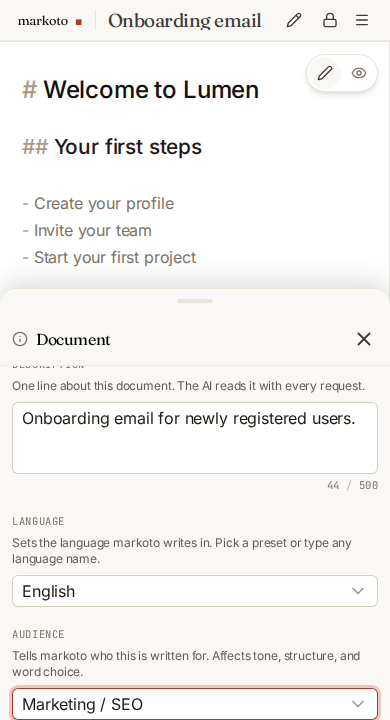 markoto
Onboarding email
# Welcome to Lumen
## Your first steps
- Create your profile
- Invite your team
- Start your first project
Document
DESCRIPTION
One line about this document. The AI reads it with every request.
Onboarding email for newly registered users.
44 / 500
LANGUAGE
Sets the language markoto writes in. Pick a preset or type any
language name.
English
AUDIENCE
Tells markoto who this is written for. Affects tone, structure, and
word choice.
Marketing / SEO